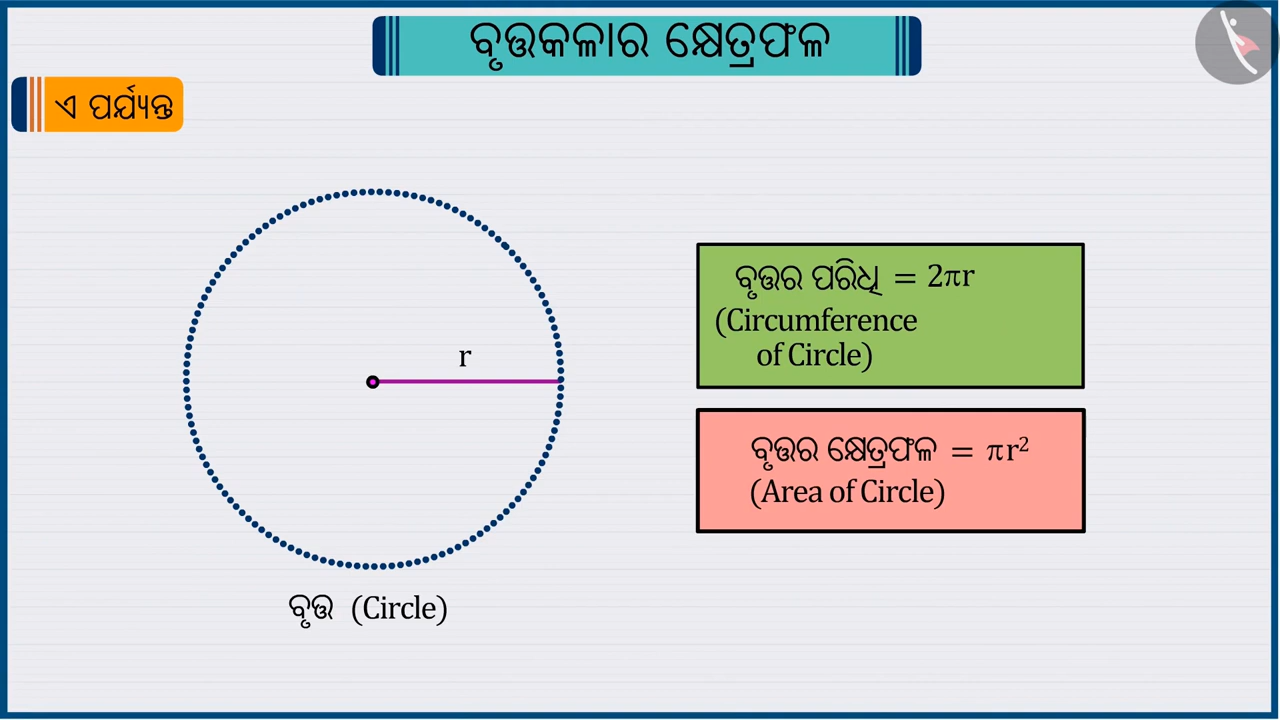 ବୃତ୍ତକଳାର କ୍ଷେତ୍ରଫଳ
ଏ ପର୍ଯ୍ୟନ୍ତ
r
ବୃତ୍ତ (Circle)
ବୃତ୍ତର ପରିଧି = 2πr
(Circumference
of Circle)
ବୃତ୍ତର କ୍ଷେତ୍ରଫଳ = πr²
(Area of Circle)